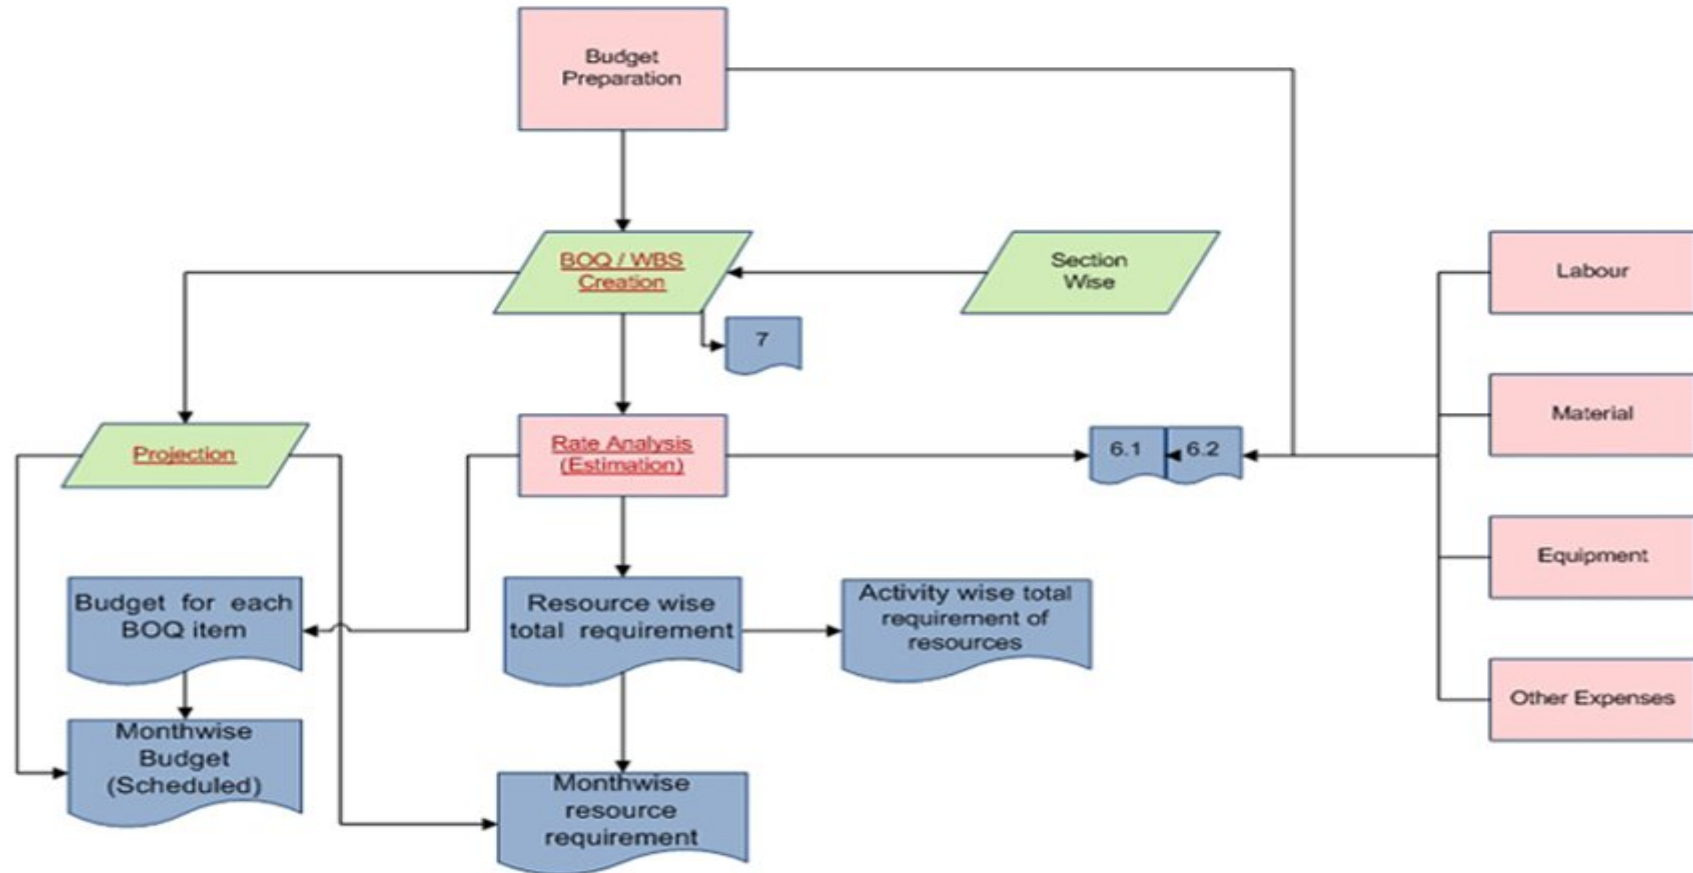 Budget
Preparation
BOQ / WBS
Creation
Section
Wise
Labour
7
Material
Projection
Rate Analysis
(Estimation)
6.1
6.2
Equipment
Budget for each
BOQ item
Resource wise
total requirement
Activity wise total
requirement of
resources
Other Expenses
Monthwise
Budget
(Scheduled)
Monthwise
resource
requirement